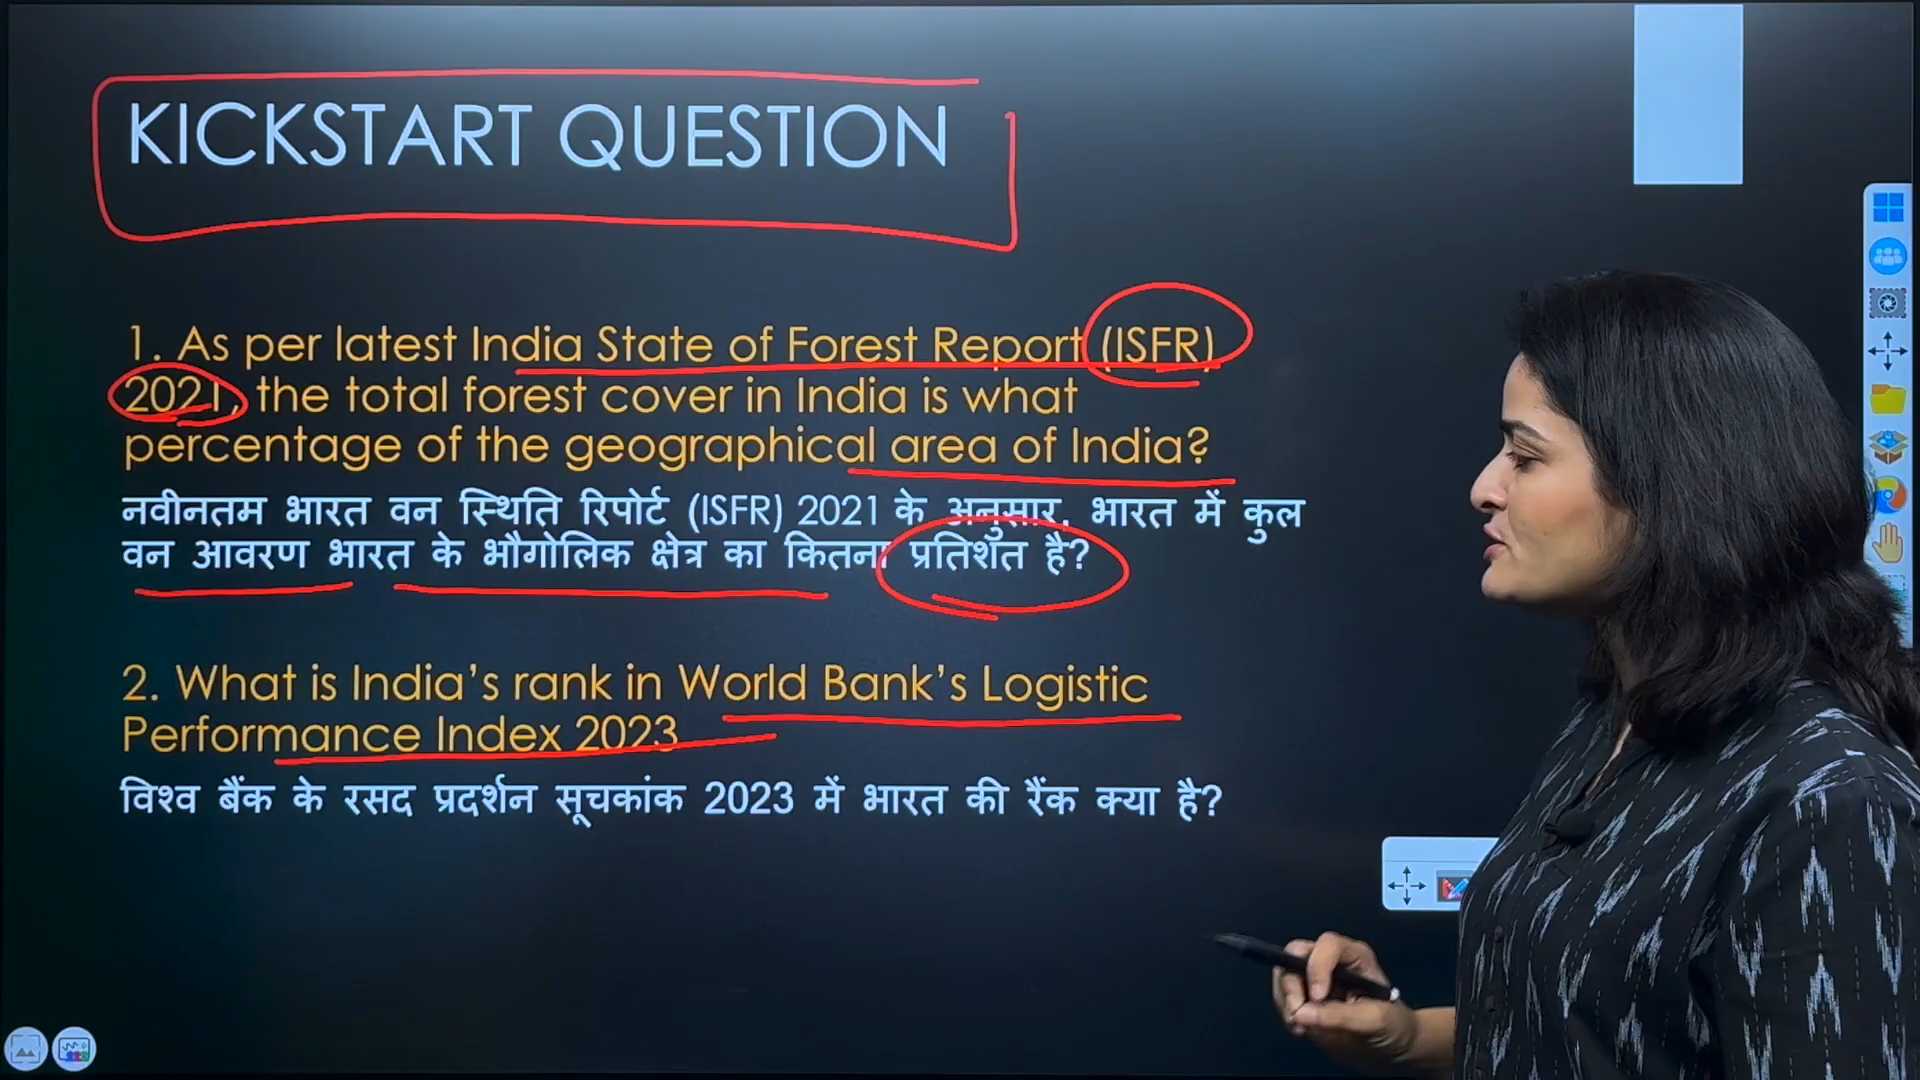 KICKSTART QUESTION
1. As per latest India State of Forest Report (ISFR)
2021, the total forest cover in India is what
percentage of the geographical area of India?
नवीनतम भारत वन स्थिति रिपोर्ट (ISFR) 2021 के अनुसार, भारत में कुल
वन आवरण भारत के भौगोलिक क्षेत्र का कितना प्रतिशत है?
2. What is India’s rank in World Bank’s Logistic
Performance Index 2023
विश्व बैंक के रसद प्रदर्शन सूचकांक 2023 में भारत की रैंक क्या है?